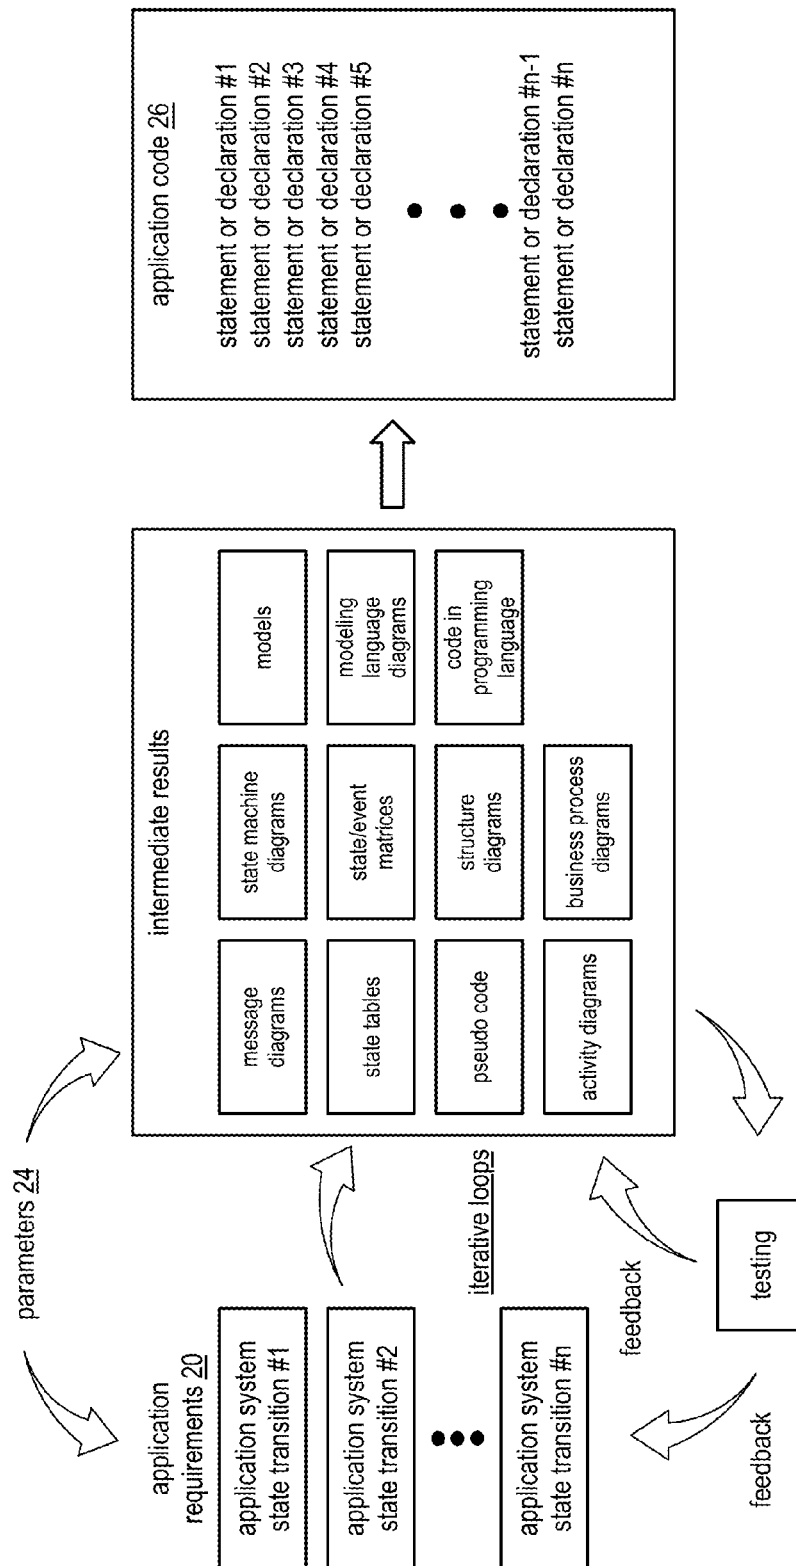 parameters 24
application
requirements 20
application system
state transition #1
application system
state transition #2
application system
state transition #n
iterative loops
feedback
feedback
testing
intermediate results
message
diagrams
state machine
diagrams
models
state tables
state/event
matrices
modeling
language
diagrams
pseudo code
structure
diagrams
code in
programming
language
activity diagrams
business process
diagrams
application code 26
statement or declaration #1
statement or declaration #2
statement or declaration #3
statement or declaration #4
statement or declaration #5
statement or declaration #n-1
statement or declaration #n